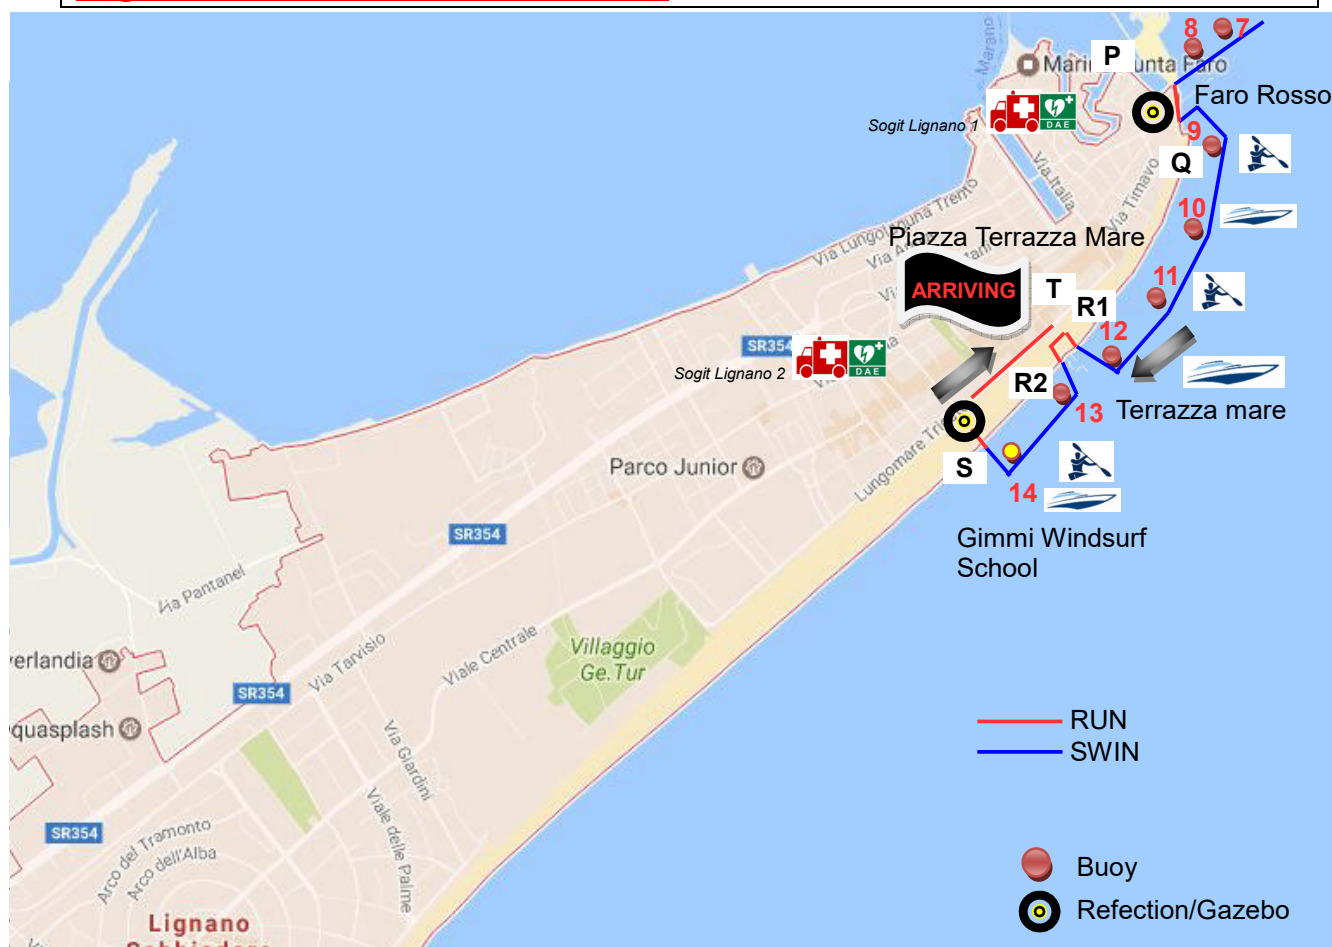 8
7
P
Marano
Faro
Faro Rosso
Sogit Lignano 1
DAE
9
Q
Via Italia
Via Timavo
10
Via Lungolaguna Trento
Piazza Terrazza Mare
ARRIVING
T
11
R1
12
SR354
Sogit Lignano 2
DAE
R2
13
Terrazza mare
Parco Junior
Lungomare
S
14
Gimmi Windsurf
School
SR354
Via Pantanel
Villaggio
Ge.Tur
Viale Centrale
Via Tarvisio
SR354
erlandia
quasplash
Via Giardini
RUN
SWIN
Viale delle Palme
SR354
Arco del Tramonto
Arco dell'Alba
Buoy
Refection/Gazebo
Lignano